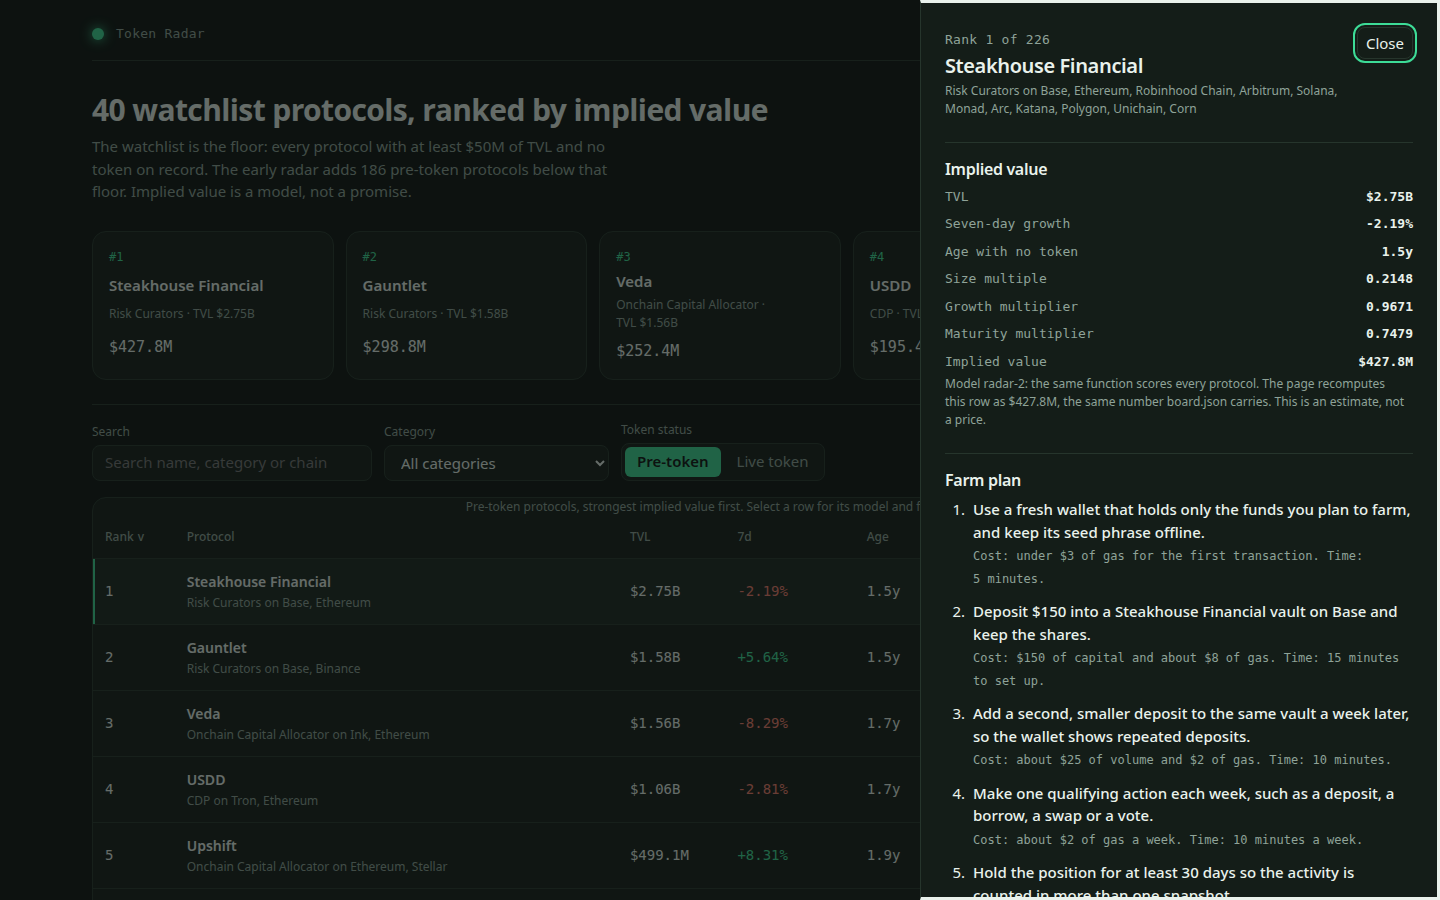 Token Radar
40 watchlist protocols, ranked by implied value
The watchlist is the floor: every protocol with at least $50M of TVL and no
token on record. The early radar adds 186 pre-token protocols below that
floor. Implied value is a model, not a promise.
#1
Steakhouse Financial
Risk Curators · TVL $2.75B
$427.8M
#2
Gauntlet
Risk Curators · TVL $1.58B
$298.8M
#3
Veda
Onchain Capital Allocator ·
TVL $1.56B
$252.4M
#4
USDD
CDP · TVL
$195.4
Search
Search name, category or chain
Category
All categories
Token status
Pre-token
Live token
Pre-token protocols, strongest implied value first. Select a row for its model and f
Rank v Protocol TVL 7d Age
1 Steakhouse Financial $2.75B -2.19% 1.5y
Risk Curators on Base, Ethereum
2 Gauntlet $1.58B +5.64% 1.5y
Risk Curators on Base, Binance
3 Veda $1.56B -8.29% 1.7y
Onchain Capital Allocator on Ink, Ethereum
4 USDD $1.06B -2.81% 1.7y
CDP on Tron, Ethereum
5 Upshift $499.1M +8.31% 1.9y
Onchain Capital Allocator on Ethereum, Stellar
Rank 1 of 226
Close
Steakhouse Financial
Risk Curators on Base, Ethereum, Robinhood Chain, Arbitrum, Solana,
Monad, Arc, Katana, Polygon, Unichain, Corn
Implied value
TVL $2.75B
Seven-day growth -2.19%
Age with no token 1.5y
Size multiple 0.2148
Growth multiplier 0.9671
Maturity multiplier 0.7479
Implied value $427.8M
Model radar-2: the same function scores every protocol. The page recomputes
this row as $427.8M, the same number board.json carries. This is an estimate, not
a price.
Farm plan
1. Use a fresh wallet that holds only the funds you plan to farm,
and keep its seed phrase offline.
Cost: under $3 of gas for the first transaction. Time:
5 minutes.
2. Deposit $150 into a Steakhouse Financial vault on Base and
keep the shares.
Cost: $150 of capital and about $8 of gas. Time: 15 minutes
to set up.
3. Add a second, smaller deposit to the same vault a week later,
so the wallet shows repeated deposits.
Cost: about $25 of volume and $2 of gas. Time: 10 minutes.
4. Make one qualifying action each week, such as a deposit, a
borrow, a swap or a vote.
Cost: about $2 of gas a week. Time: 10 minutes a week.
5. Hold the position for at least 30 days so the activity is
counted in more than one snapshot.